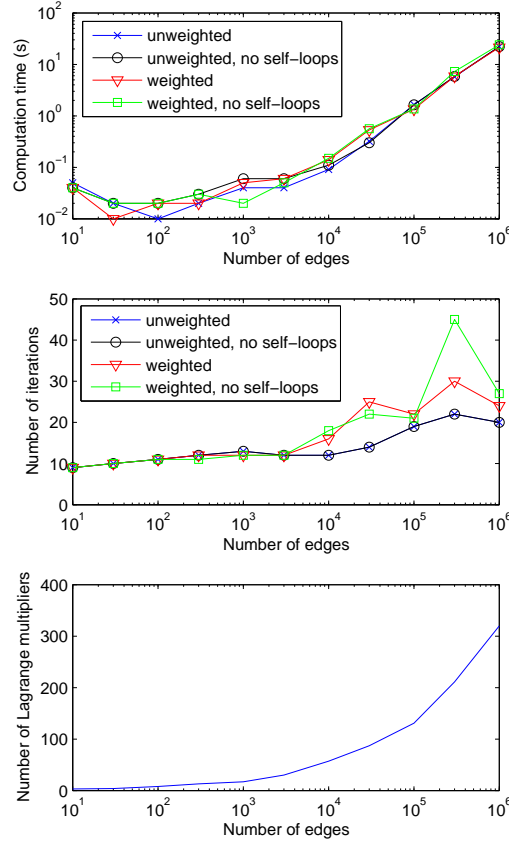 10^2
10^1
10^0
10^-1
10^-2
Computation time (s)
unweighted
unweighted, no self-loops
weighted
weighted, no self-loops
10^1 10^2 10^3 10^4 10^5 10^6
Number of edges
50
40
30
20
10
0
Number of iterations
unweighted
unweighted, no self-loops
weighted
weighted, no self-loops
10^1 10^2 10^3 10^4 10^5 10^6
Number of edges
400
300
200
100
0
Number of Lagrange multipliers
10^1 10^2 10^3 10^4 10^5 10^6
Number of edges